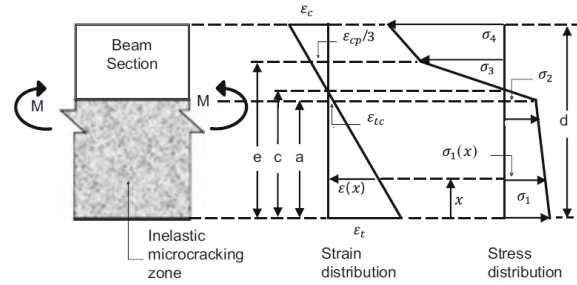 ε_c
ε_cp/3
σ_4
Beam
Section
σ_3
σ_2
M
M
ε_tc
d
e
c
a
σ_1(x)
ε(x)
x
σ_1
ε_t
Inelastic
microcracking
zone
Strain
distribution
Stress
distribution